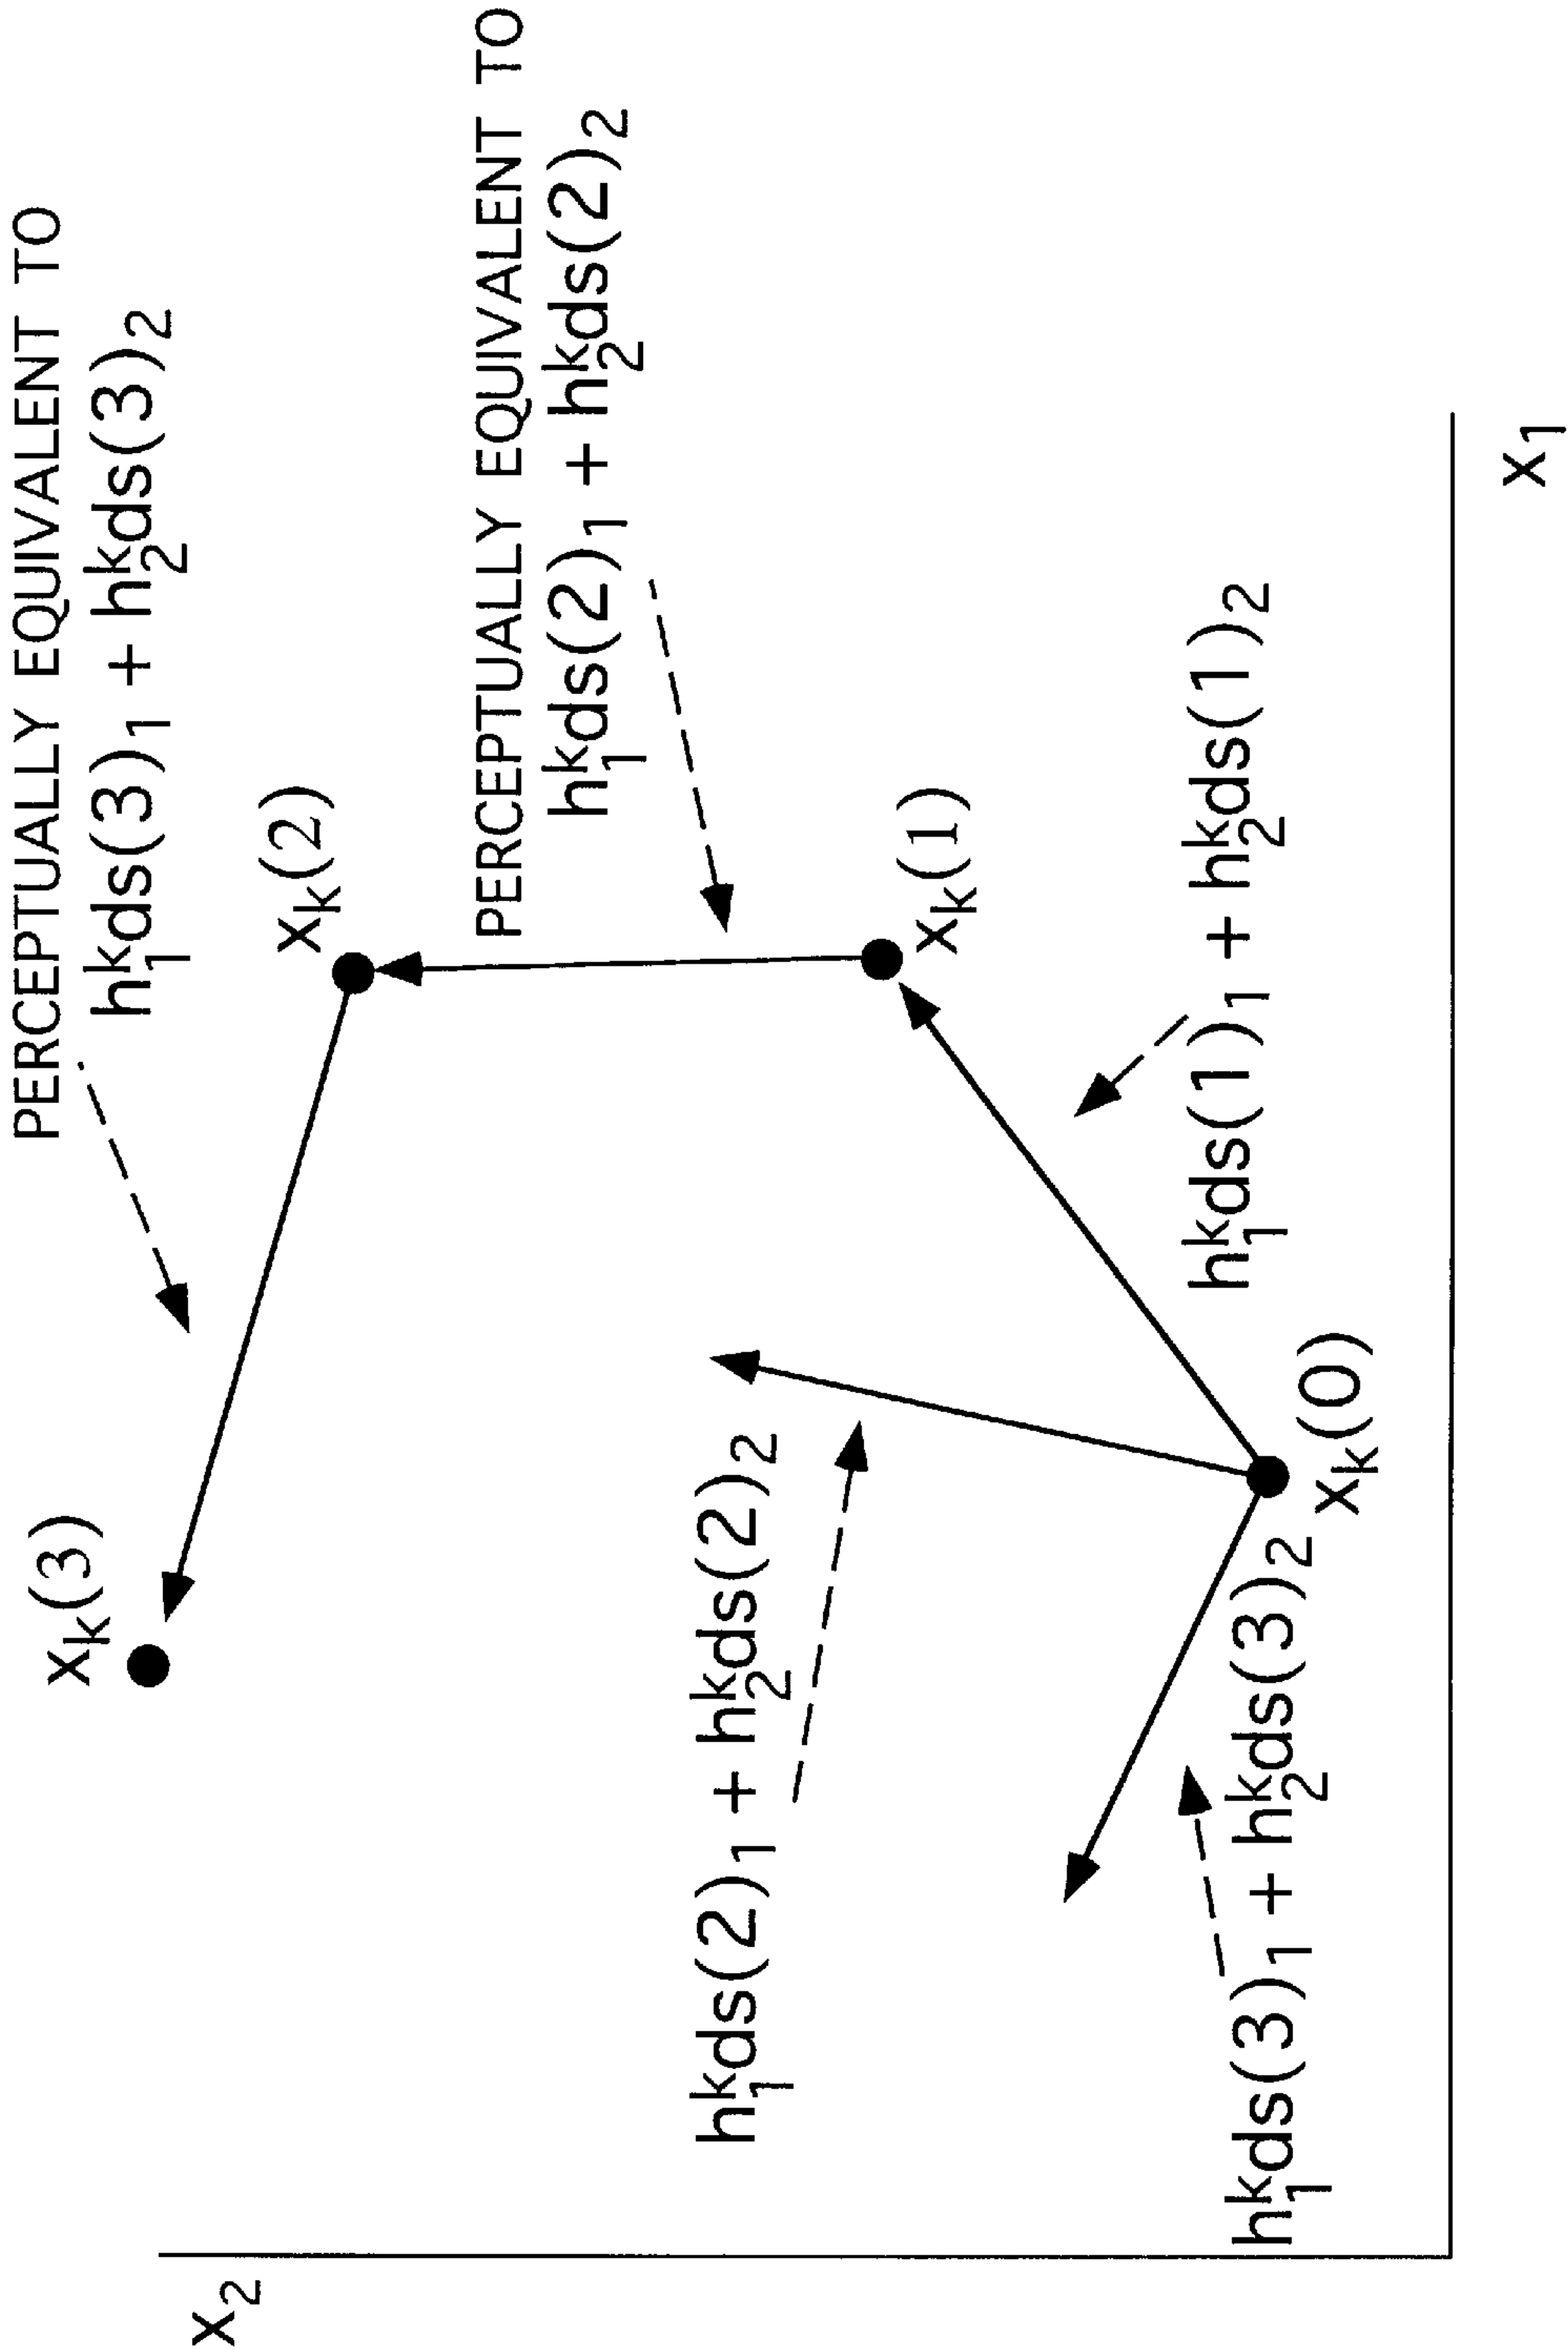 x₂
xₖ(3)
PERCEPTUALLY EQUIVALENT TO
h₁ᵏds(3)₁ + h₂ᵏds(3)₂
xₖ(2)
PERCEPTUALLY EQUIVALENT TO
h₁ᵏds(2)₁ + h₂ᵏds(2)₂
h₁ᵏds(2)₁ + h₂ᵏds(2)₂
xₖ(1)
h₁ᵏds(1)₁ + h₂ᵏds(1)₂
h₁ᵏds(3)₁ + h₂ᵏds(3)₂
xₖ(0)
x₁